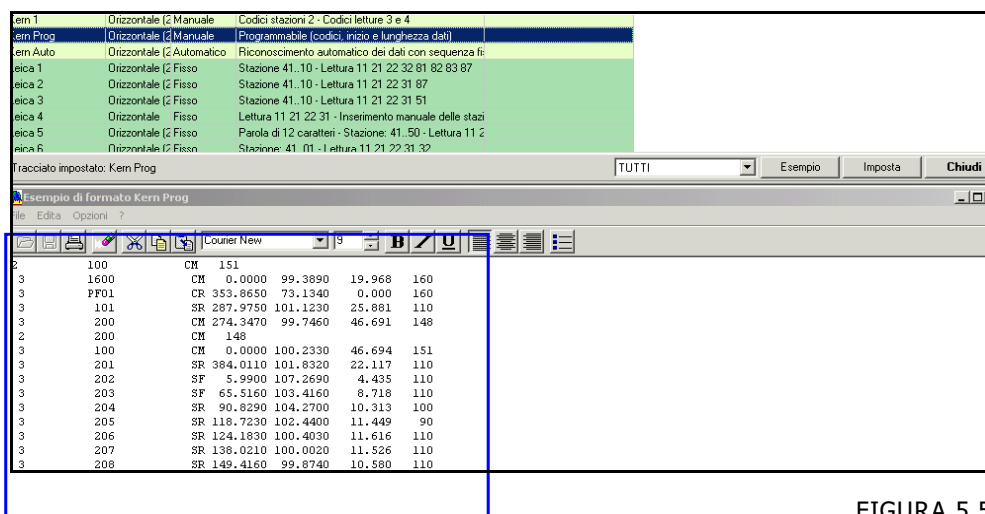 ern 1 Orizzontale (2 Manuale Codici stazioni 2 - Codici letture 3 e 4
ern Prog Orizzontale (2 Manuale Programmabile (codici, inizio e lunghezza dati)
ern Auto Orizzontale (2 Automatico Riconoscimento automatico dei dati con sequenza fi
eica 1 Orizzontale (2 Fisso Stazione 41..10 - Lettura 11 21 22 32 81 82 83 87
eica 2 Orizzontale (2 Fisso Stazione 41..10 - Lettura 11 21 22 31 87
eica 3 Orizzontale (2 Fisso Stazione 41..10 - Lettura 11 21 22 31 51
eica 4 Orizzontale Fisso Lettura 11 21 22 31 - Inserimento manuale delle stazi
eica 5 Orizzontale (2 Fisso Parola di 12 caratteri - Stazione: 41..50 - Lettura 11 2
eica 6 Orizzontale (2 Fisso Stazione: 41..01 - Lettura 11 21 22 31 32
Tracciato impostato: Kern Prog TUTTI Esempio Imposta Chiudi
Esempio di formato Kern Prog
File Edita Opzioni ?
Courier New 9 B I U
2 100 CM 151
3 1600 CM 0.0000 99.3890 19.968 160
3 PF01 CR 353.8650 73.1340 0.000 160
3 101 SR 287.9750 101.1230 25.881 110
3 200 CM 274.3470 99.7460 46.691 148
2 200 CM 148
3 100 CM 0.0000 100.2330 46.694 151
3 201 SR 384.0110 101.8320 22.117 110
3 202 SF 5.9900 107.2690 4.435 110
3 203 SF 65.5160 103.4160 8.718 110
3 204 SR 90.8290 104.2700 10.313 100
3 205 SR 118.7230 102.4400 11.449 90
3 206 SR 124.1830 100.4030 11.616 110
3 207 SR 138.0210 100.0020 11.526 110
3 208 SR 149.4160 99.8740 10.580 110
FIGURA 5.5